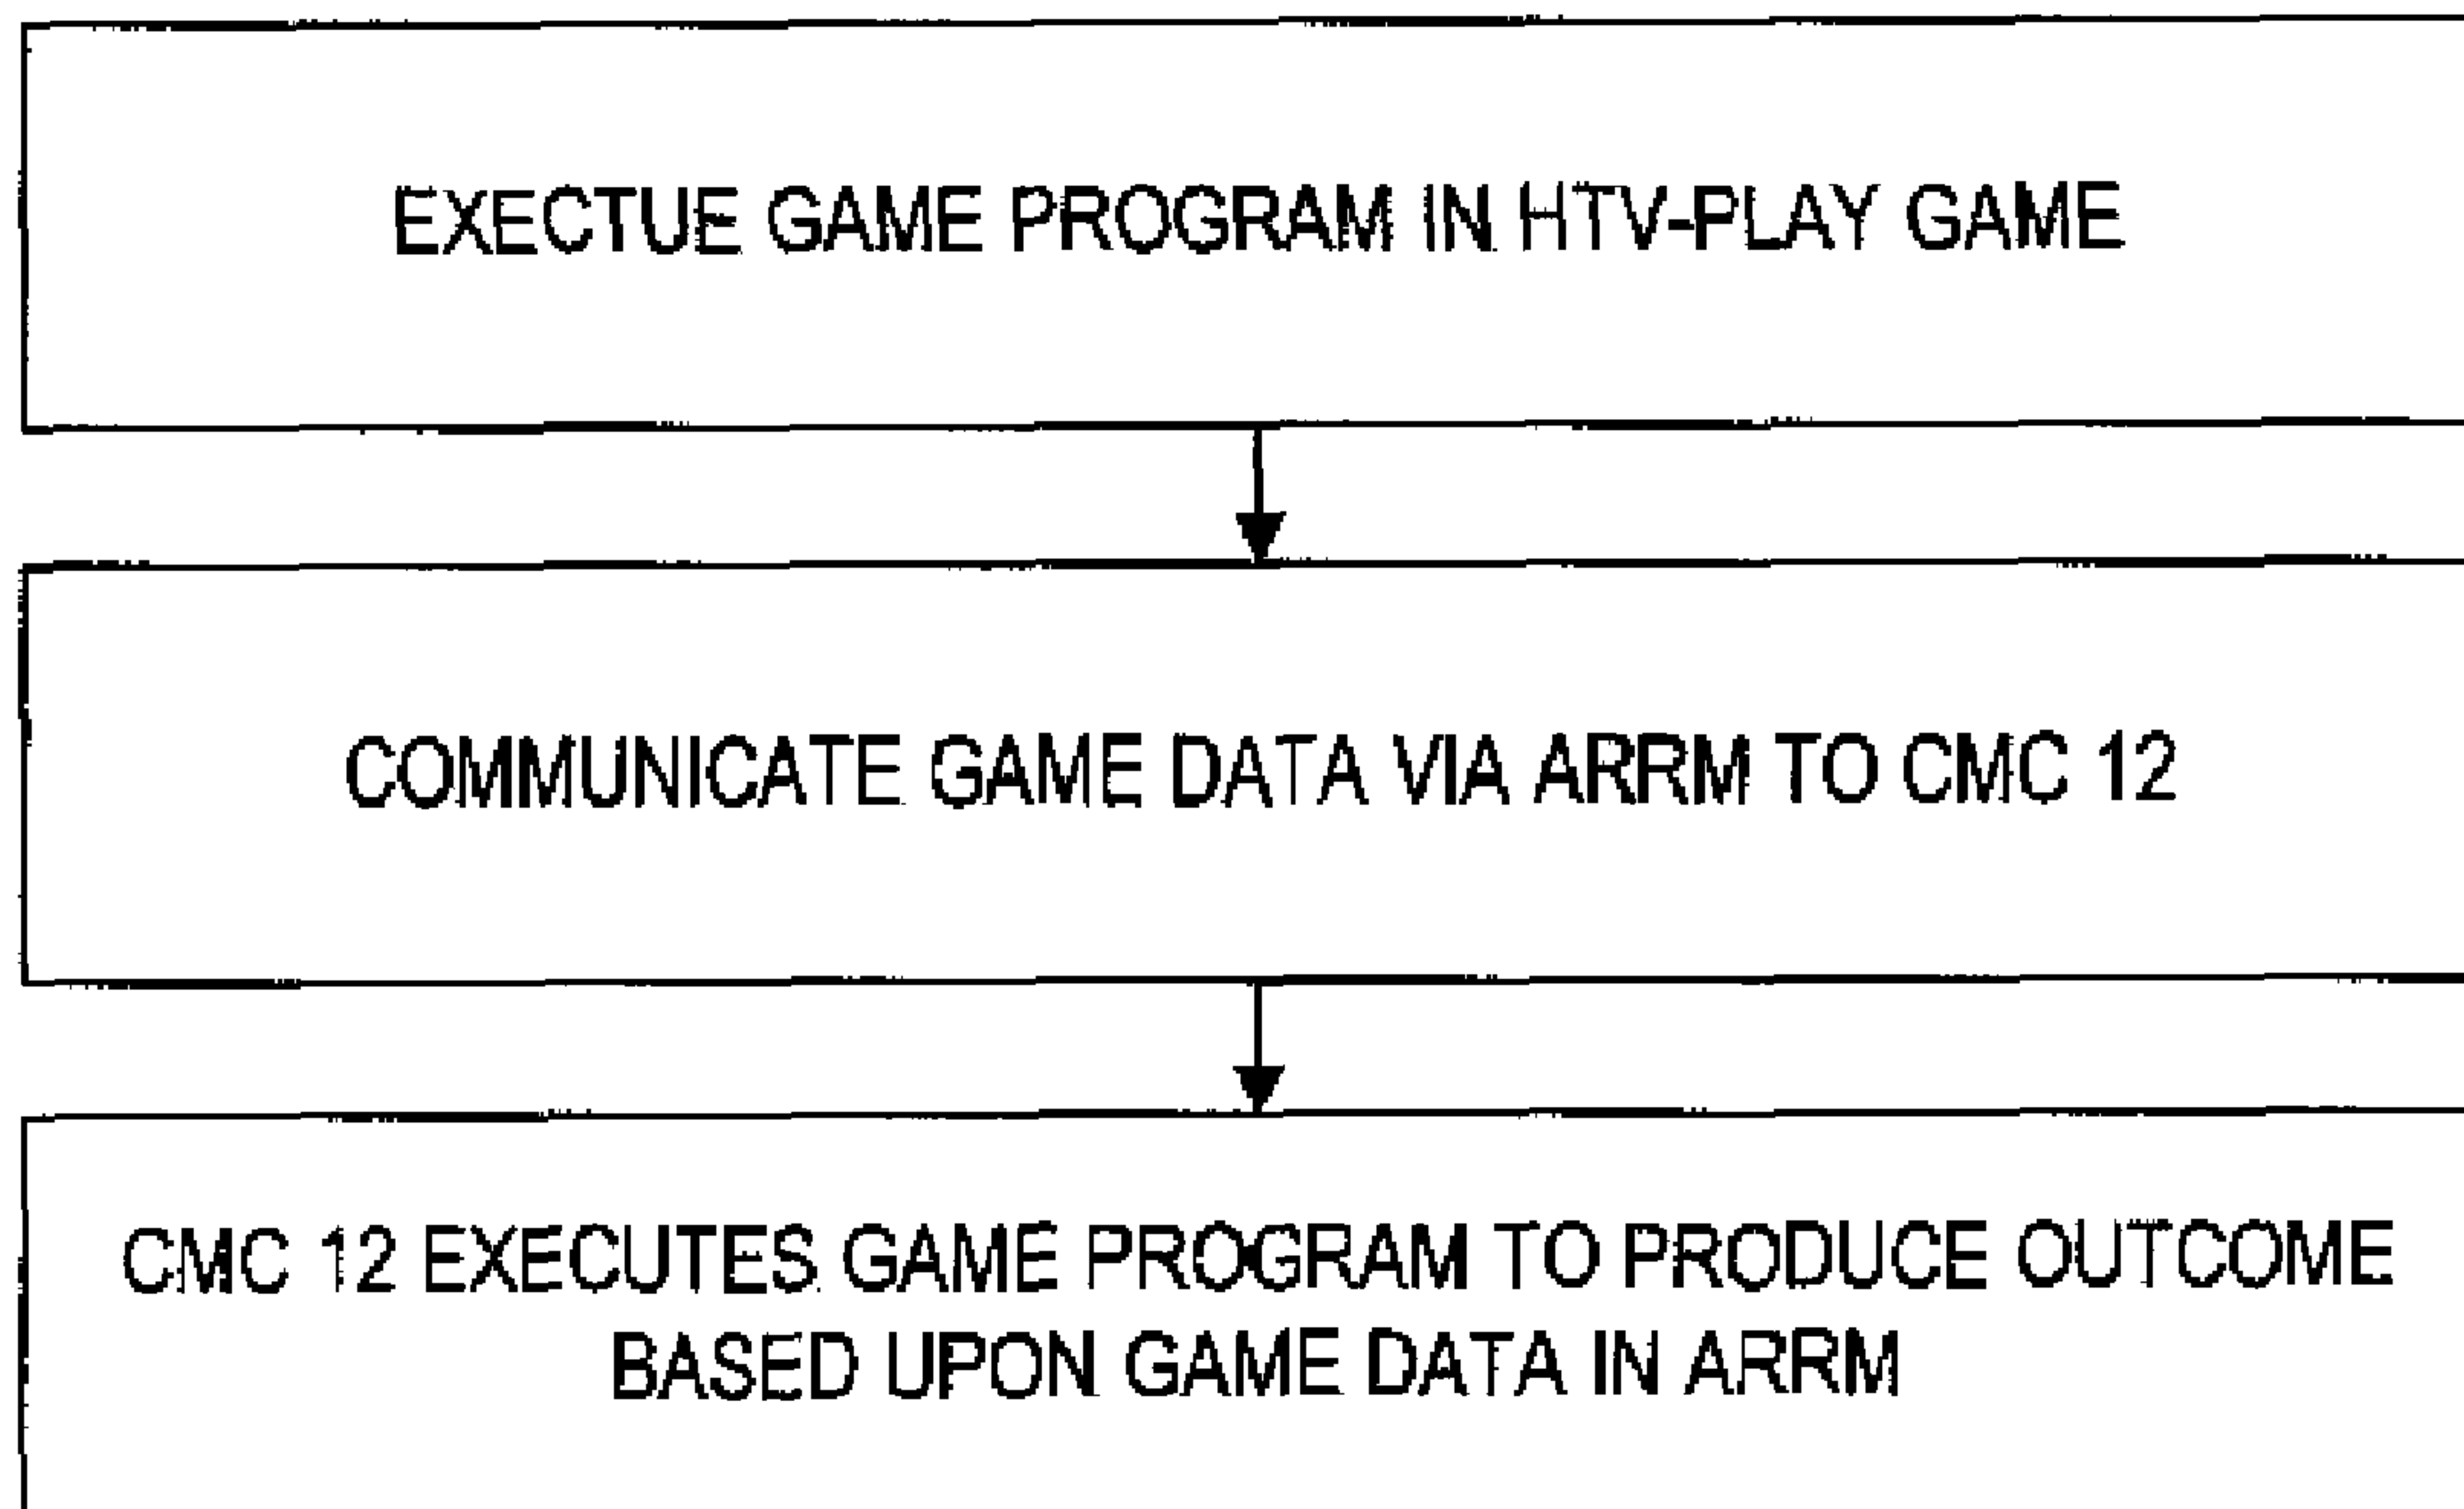 EXECTUE GAME PROGRAM IN HTV-PLAY GAME
COMMUNICATE GAME DATA VIA ARRM TO CMC 12
CMC 12 EXECUTES GAME PROGRAM TO PRODUCE OUTCOME
BASED UPON GAME DATA IN ARRM